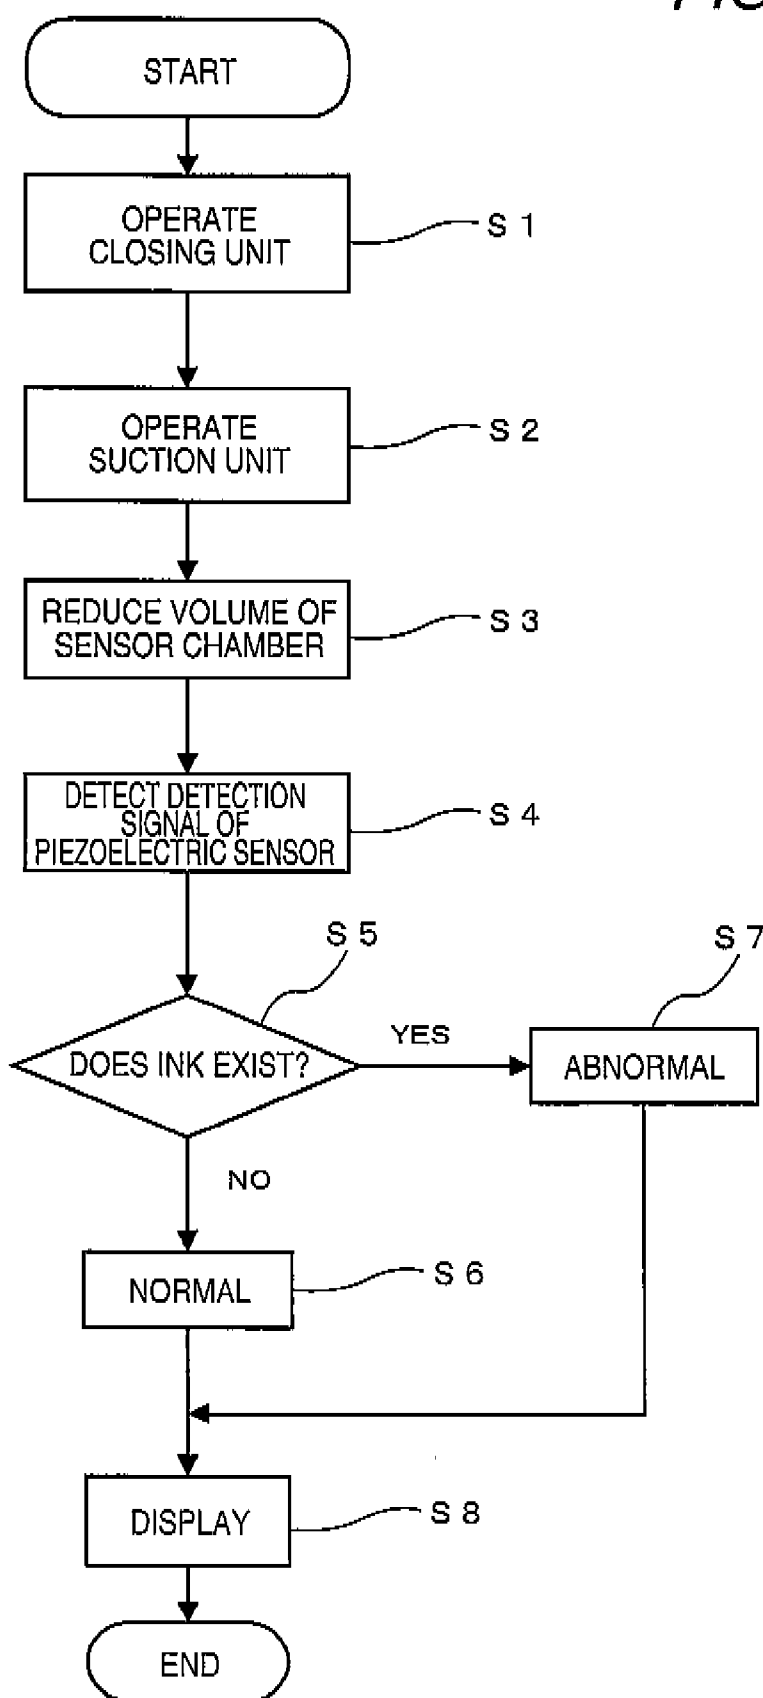 START
OPERATE
CLOSING UNIT
S 1
OPERATE
SUCTION UNIT
S 2
REDUCE VOLUME OF
SENSOR CHAMBER
S 3
DETECT DETECTION
SIGNAL OF
PIEZOELECTRIC SENSOR
S 4
S 5
DOES INK EXIST?
YES
S 7
ABNORMAL
NO
NORMAL
S 6
DISPLAY
S 8
END